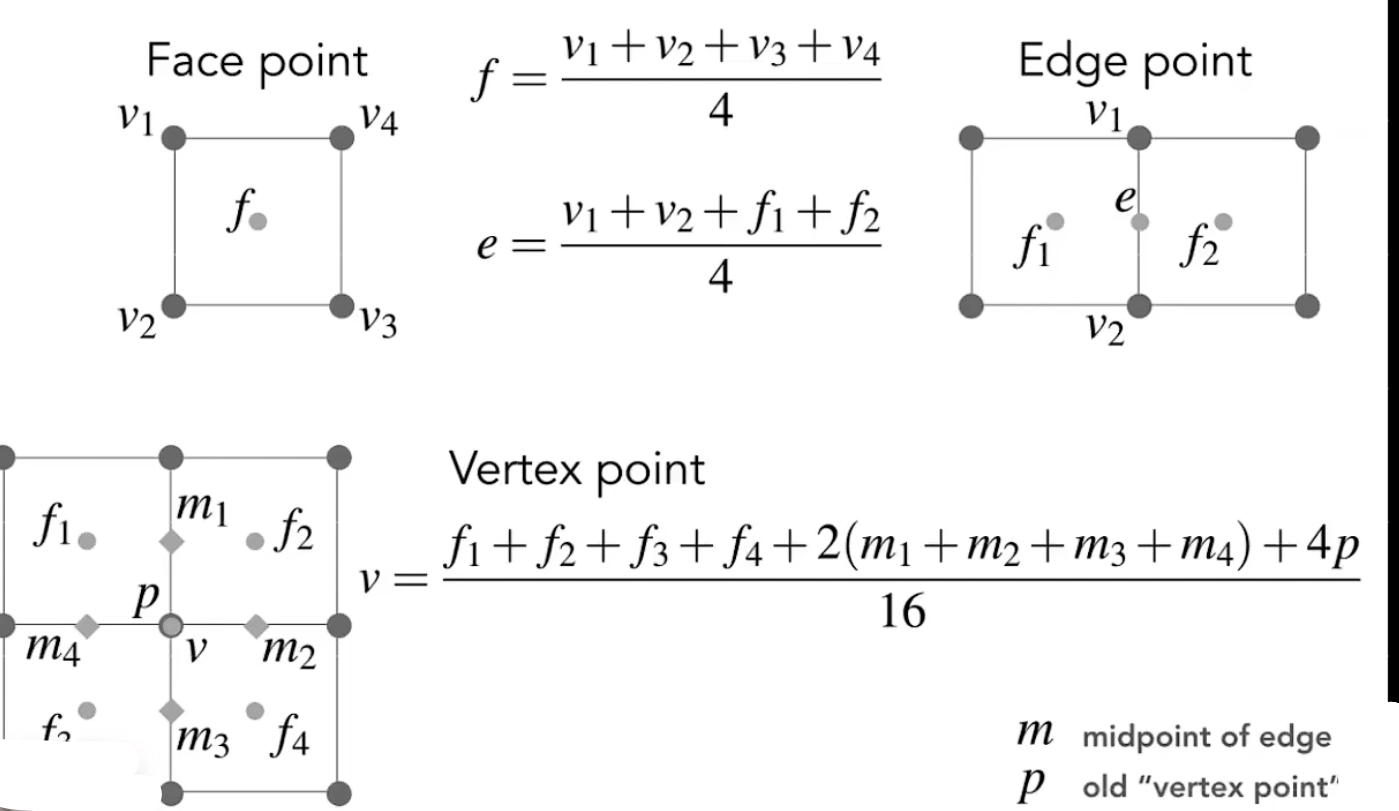 Face point
v1 v4
f
v2 v3
f = (v1 + v2 + v3 + v4) / 4
e = (v1 + v2 + f1 + f2) / 4
Edge point
v1
e
f1 f2
v2
f1 m1 f2
p
m4 v m2
m3 f4
Vertex point
v = (f1 + f2 + f3 + f4 + 2(m1 + m2 + m3 + m4) + 4p) / 16
m midpoint of edge
p old “vertex point”